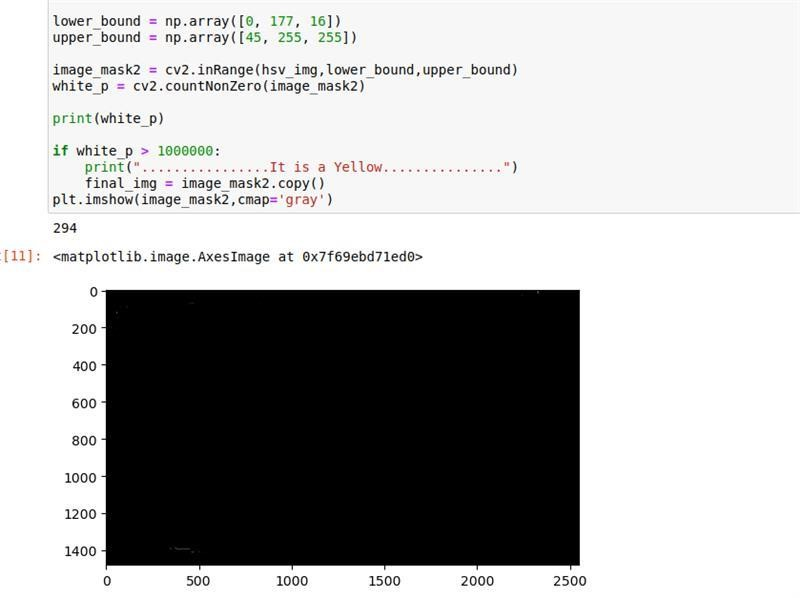 lower_bound = np.array([0, 177, 16])
upper_bound = np.array([45, 255, 255])
image_mask2 = cv2.inRange(hsv_img,lower_bound,upper_bound)
white_p = cv2.countNonZero(image_mask2)
print(white_p)
if white_p > 1000000:
    print("................It is a Yellow...............")
    final_img = image_mask2.copy()
plt.imshow(image_mask2,cmap='gray')
294
[11]: <matplotlib.image.AxesImage at 0x7f69ebd71ed0>
0
200
400
600
800
1000
1200
1400
0 500 1000 1500 2000 2500